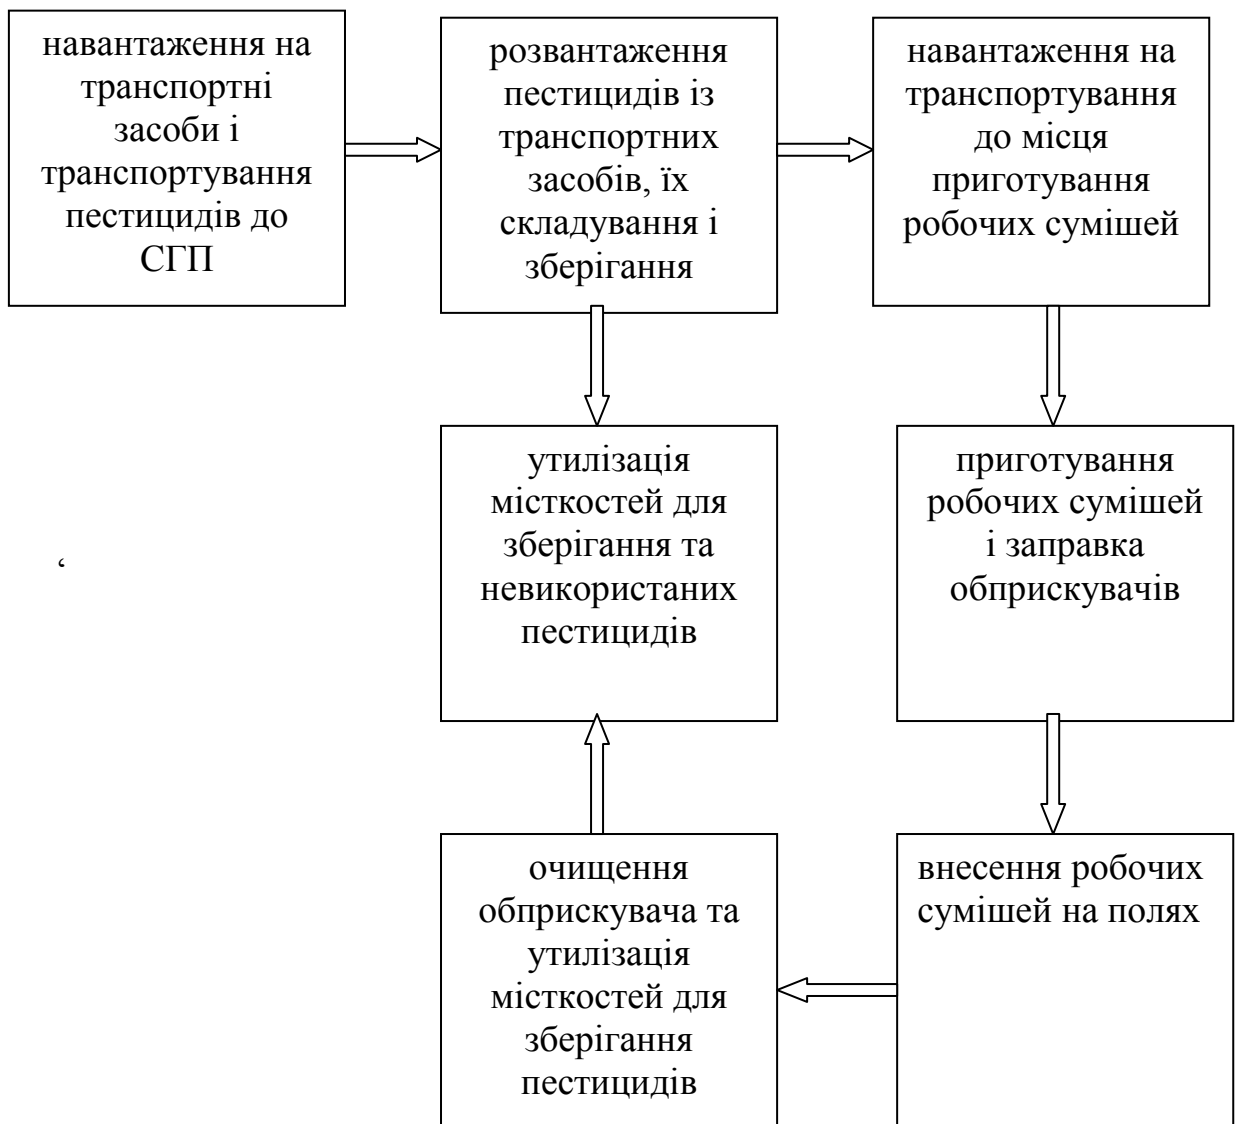 навантаження на
транспортні
засоби і
транспортування
пестицидів до
СГП
розвантаження
пестицидів із
транспортних
засобів, їх
складування і
зберігання
навантаження на
транспортування
до місця
приготування
робочих сумішей
утилізація
місткостей для
зберігання та
невикористаних
пестицидів
приготування
робочих сумішей
і заправка
обприскувачів
‘
очищення
обприскувача та
утилізація
місткостей для
зберігання
пестицидів
внесення робочих
сумішей на полях